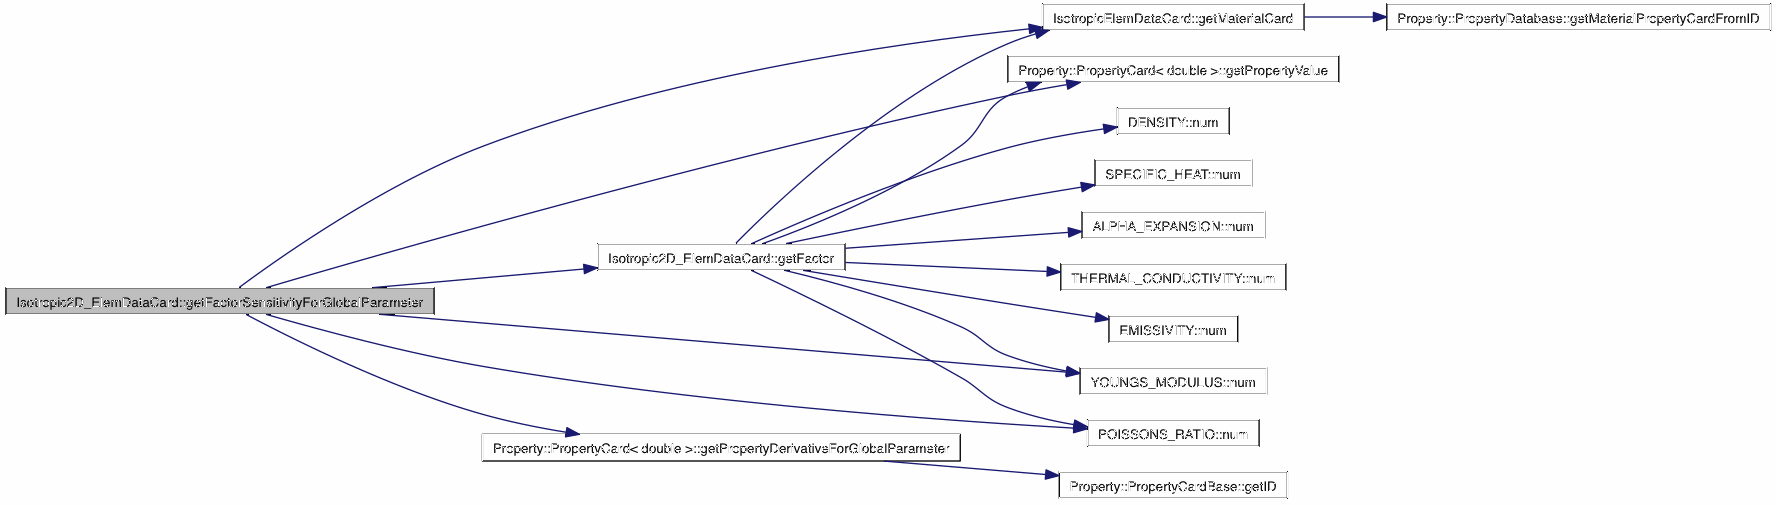 IsotropicElemDataCard::getMaterialCard
Property::PropertyDatabase::getMaterialPropertyCardFromID
Property::PropertyCard< double >::getPropertyValue
DENSITY::num
SPECIFIC_HEAT::num
ALPHA_EXPANSION::num
Isotropic2D_ElemDataCard::getFactor
THERMAL_CONDUCTIVITY::num
Isotropic2D_ElemDataCard::getFactorSensitivityForGlobalParameter
EMISSIVITY::num
YOUNGS_MODULUS::num
POISSONS_RATIO::num
Property::PropertyCard< double >::getPropertyDerivativeForGlobalParameter
Property::PropertyCardBase::getID